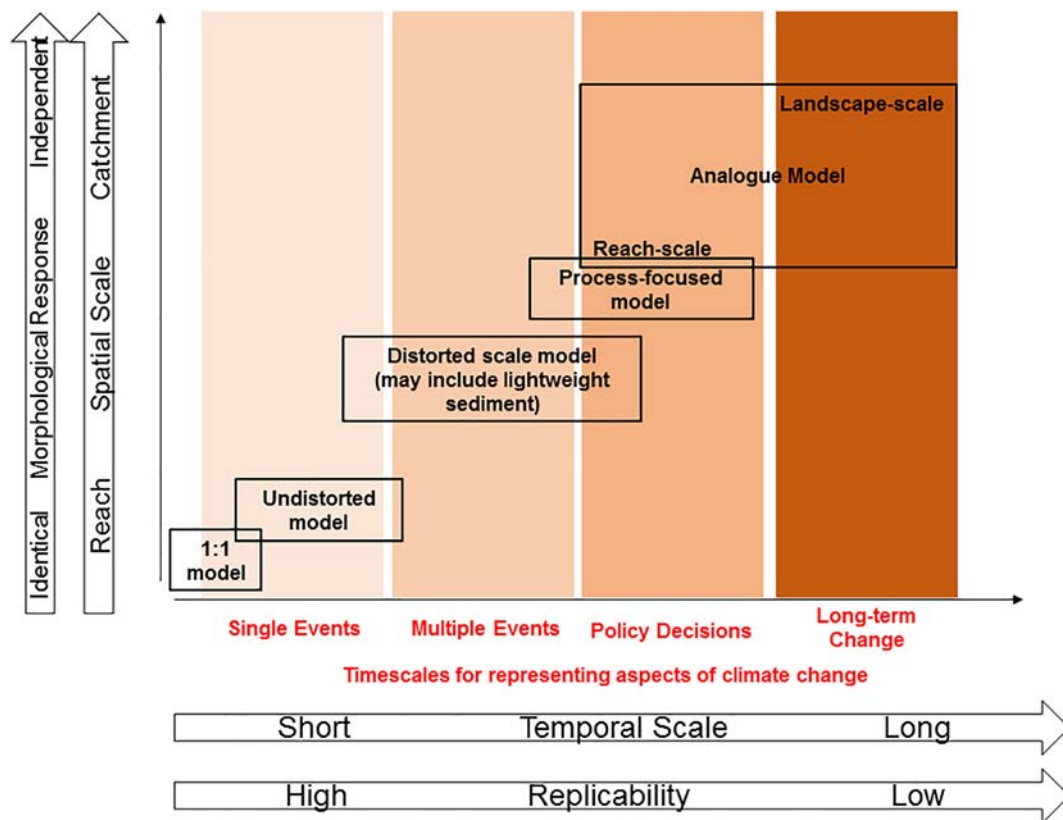 Identical Morphological Response Independent
Reach Spatial Scale Catchment
Landscape-scale
Analogue Model
Reach-scale
Process-focused
model
Distorted scale model
(may include lightweight
sediment)
Undistorted
model
1:1
model
Single Events
Multiple Events
Policy Decisions
Long-term
Change
Timescales for representing aspects of climate change
Short Temporal Scale Long
High Replicability Low